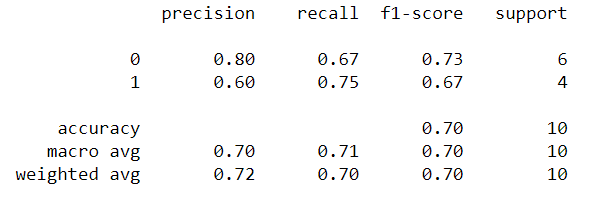 precision recall f1-score support
0 0.80 0.67 0.73 6
1 0.60 0.75 0.67 4
accuracy 0.70 10
macro avg 0.70 0.71 0.70 10
weighted avg 0.72 0.70 0.70 10